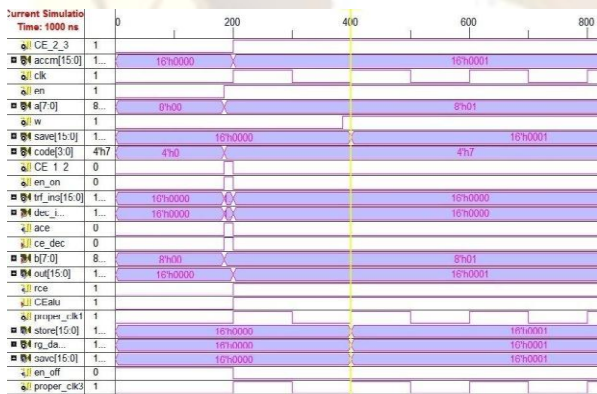 Current Simulatio
Time: 1000 ns
0 200 400 600 800
CE_2_3 1
accm[15:0] 1... 16'h0000 16'h0001
clk 1
en 1
a[7:0] 8... 8'h00 8'h01
w 1
save[15:0] 1... 16'h0000 16'h0001
code[3:0] 4'h7 4'h0 4'h7
CE_1_2 0
en_on 0
trf_ins[15:0] 1... 16'h0000 16'h0000
dec_i... 1... 16'h0000 16'h0000
ace 0
ce_dec 0
b[7:0] 8... 8'h00 8'h01
out[15:0] 1... 16'h0000 16'h0001
rce 1
CEalu 1
proper_clk1 1
store[15:0] 1... 16'h0000 16'h0001
rg_da... 1... 16'h0000 16'h0001
save[15:0] 1... 16'h0000 16'h0001
en_off 0
proper_clk3 1